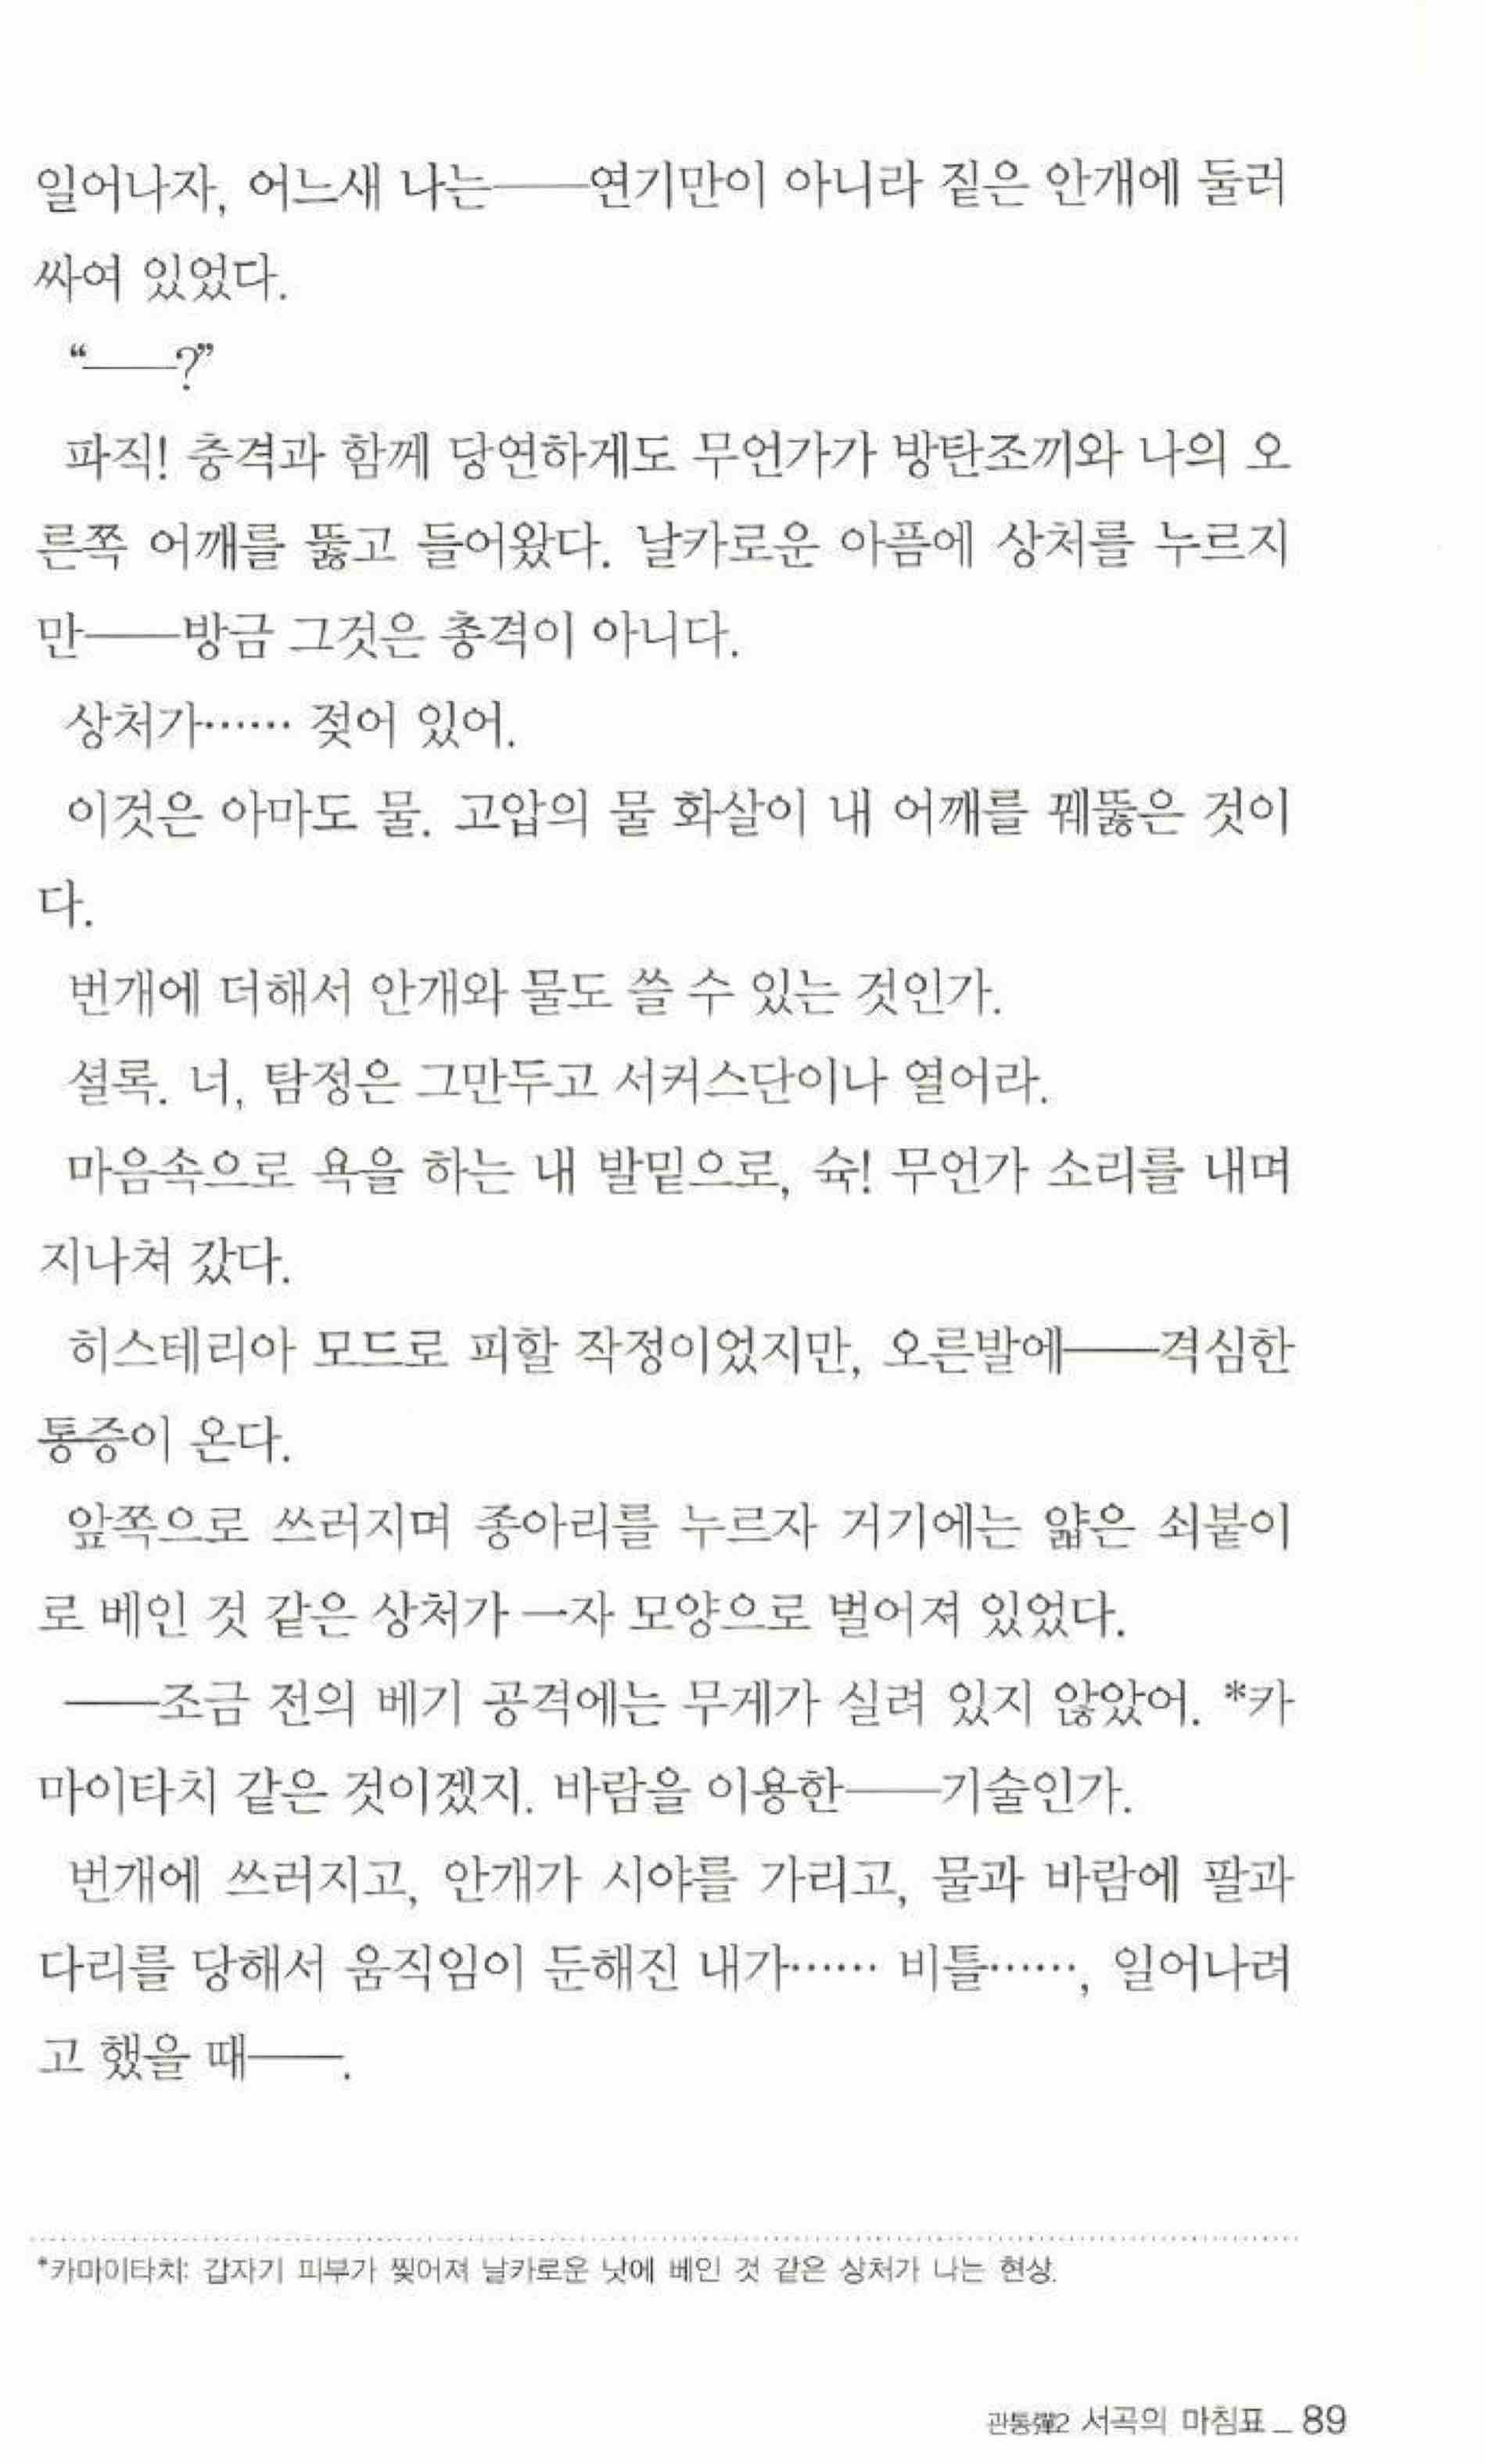 일어나자, 어느새 나는――연기만이 아니라 짙은 안개에 둘러
싸여 있었다.
“――?”
파직! 충격과 함께 당연하게도 무언가가 방탄조끼와 나의 오
른쪽 어깨를 뚫고 들어왔다. 날카로운 아픔에 상처를 누르지
만――방금 그것은 총격이 아니다.
상처가…… 젖어 있어.
이것은 아마도 물. 고압의 물 화살이 내 어깨를 꿰뚫은 것이
다.
번개에 더해서 안개와 물도 쓸 수 있는 것인가.
셜록. 너, 탐정은 그만두고 서커스단이나 열어라.
마음속으로 욕을 하는 내 발밑으로, 슉! 무언가 소리를 내며
지나쳐 갔다.
히스테리아 모드로 피할 작정이었지만, 오른발에――격심한
통증이 온다.
앞쪽으로 쓰러지며 종아리를 누르자 거기에는 얇은 쇠붙이
로 베인 것 같은 상처가 一자 모양으로 벌어져 있었다.
――조금 전의 베기 공격에는 무게가 실려 있지 않았어. *카
마이타치 같은 것이겠지. 바람을 이용한――기술인가.
번개에 쓰러지고, 안개가 시야를 가리고, 물과 바람에 팔과
다리를 당해서 움직임이 둔해진 내가…… 비틀……, 일어나려
고 했을 때――.
*카마이타치: 갑자기 피부가 찢어져 날카로운 낫에 베인 것 같은 상처가 나는 현상.
관통彈2 서곡의 마침표 _ 89